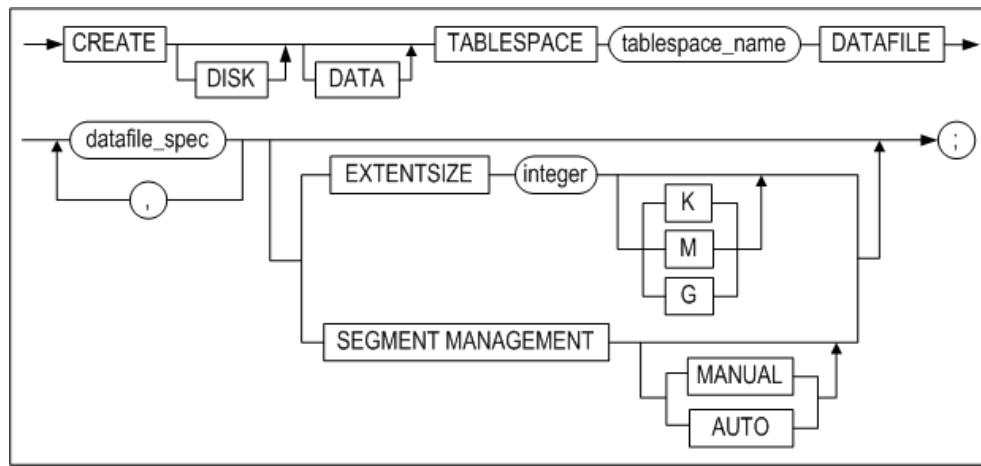 CREATE TABLESPACE tablespace_name DATAFILE
DISK DATA
datafile_spec ;
,
EXTENTSIZE integer
K
M
G
SEGMENT MANAGEMENT
MANUAL
AUTO